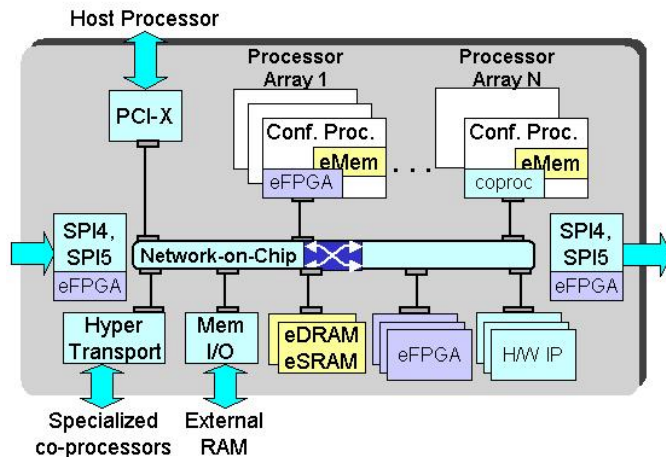 Host Processor
Processor
Array 1
Processor
Array N
PCI-X
Conf. Proc.
eMem
eFPGA
. . .
Conf. Proc.
eMem
coproc
SPI4,
SPI5
eFPGA
Network-on-Chip
SPI4,
SPI5
eFPGA
Hyper
Transport
Mem
I/O
eDRAM
eSRAM
eFPGA
H/W IP
Specialized
co-processors
External
RAM